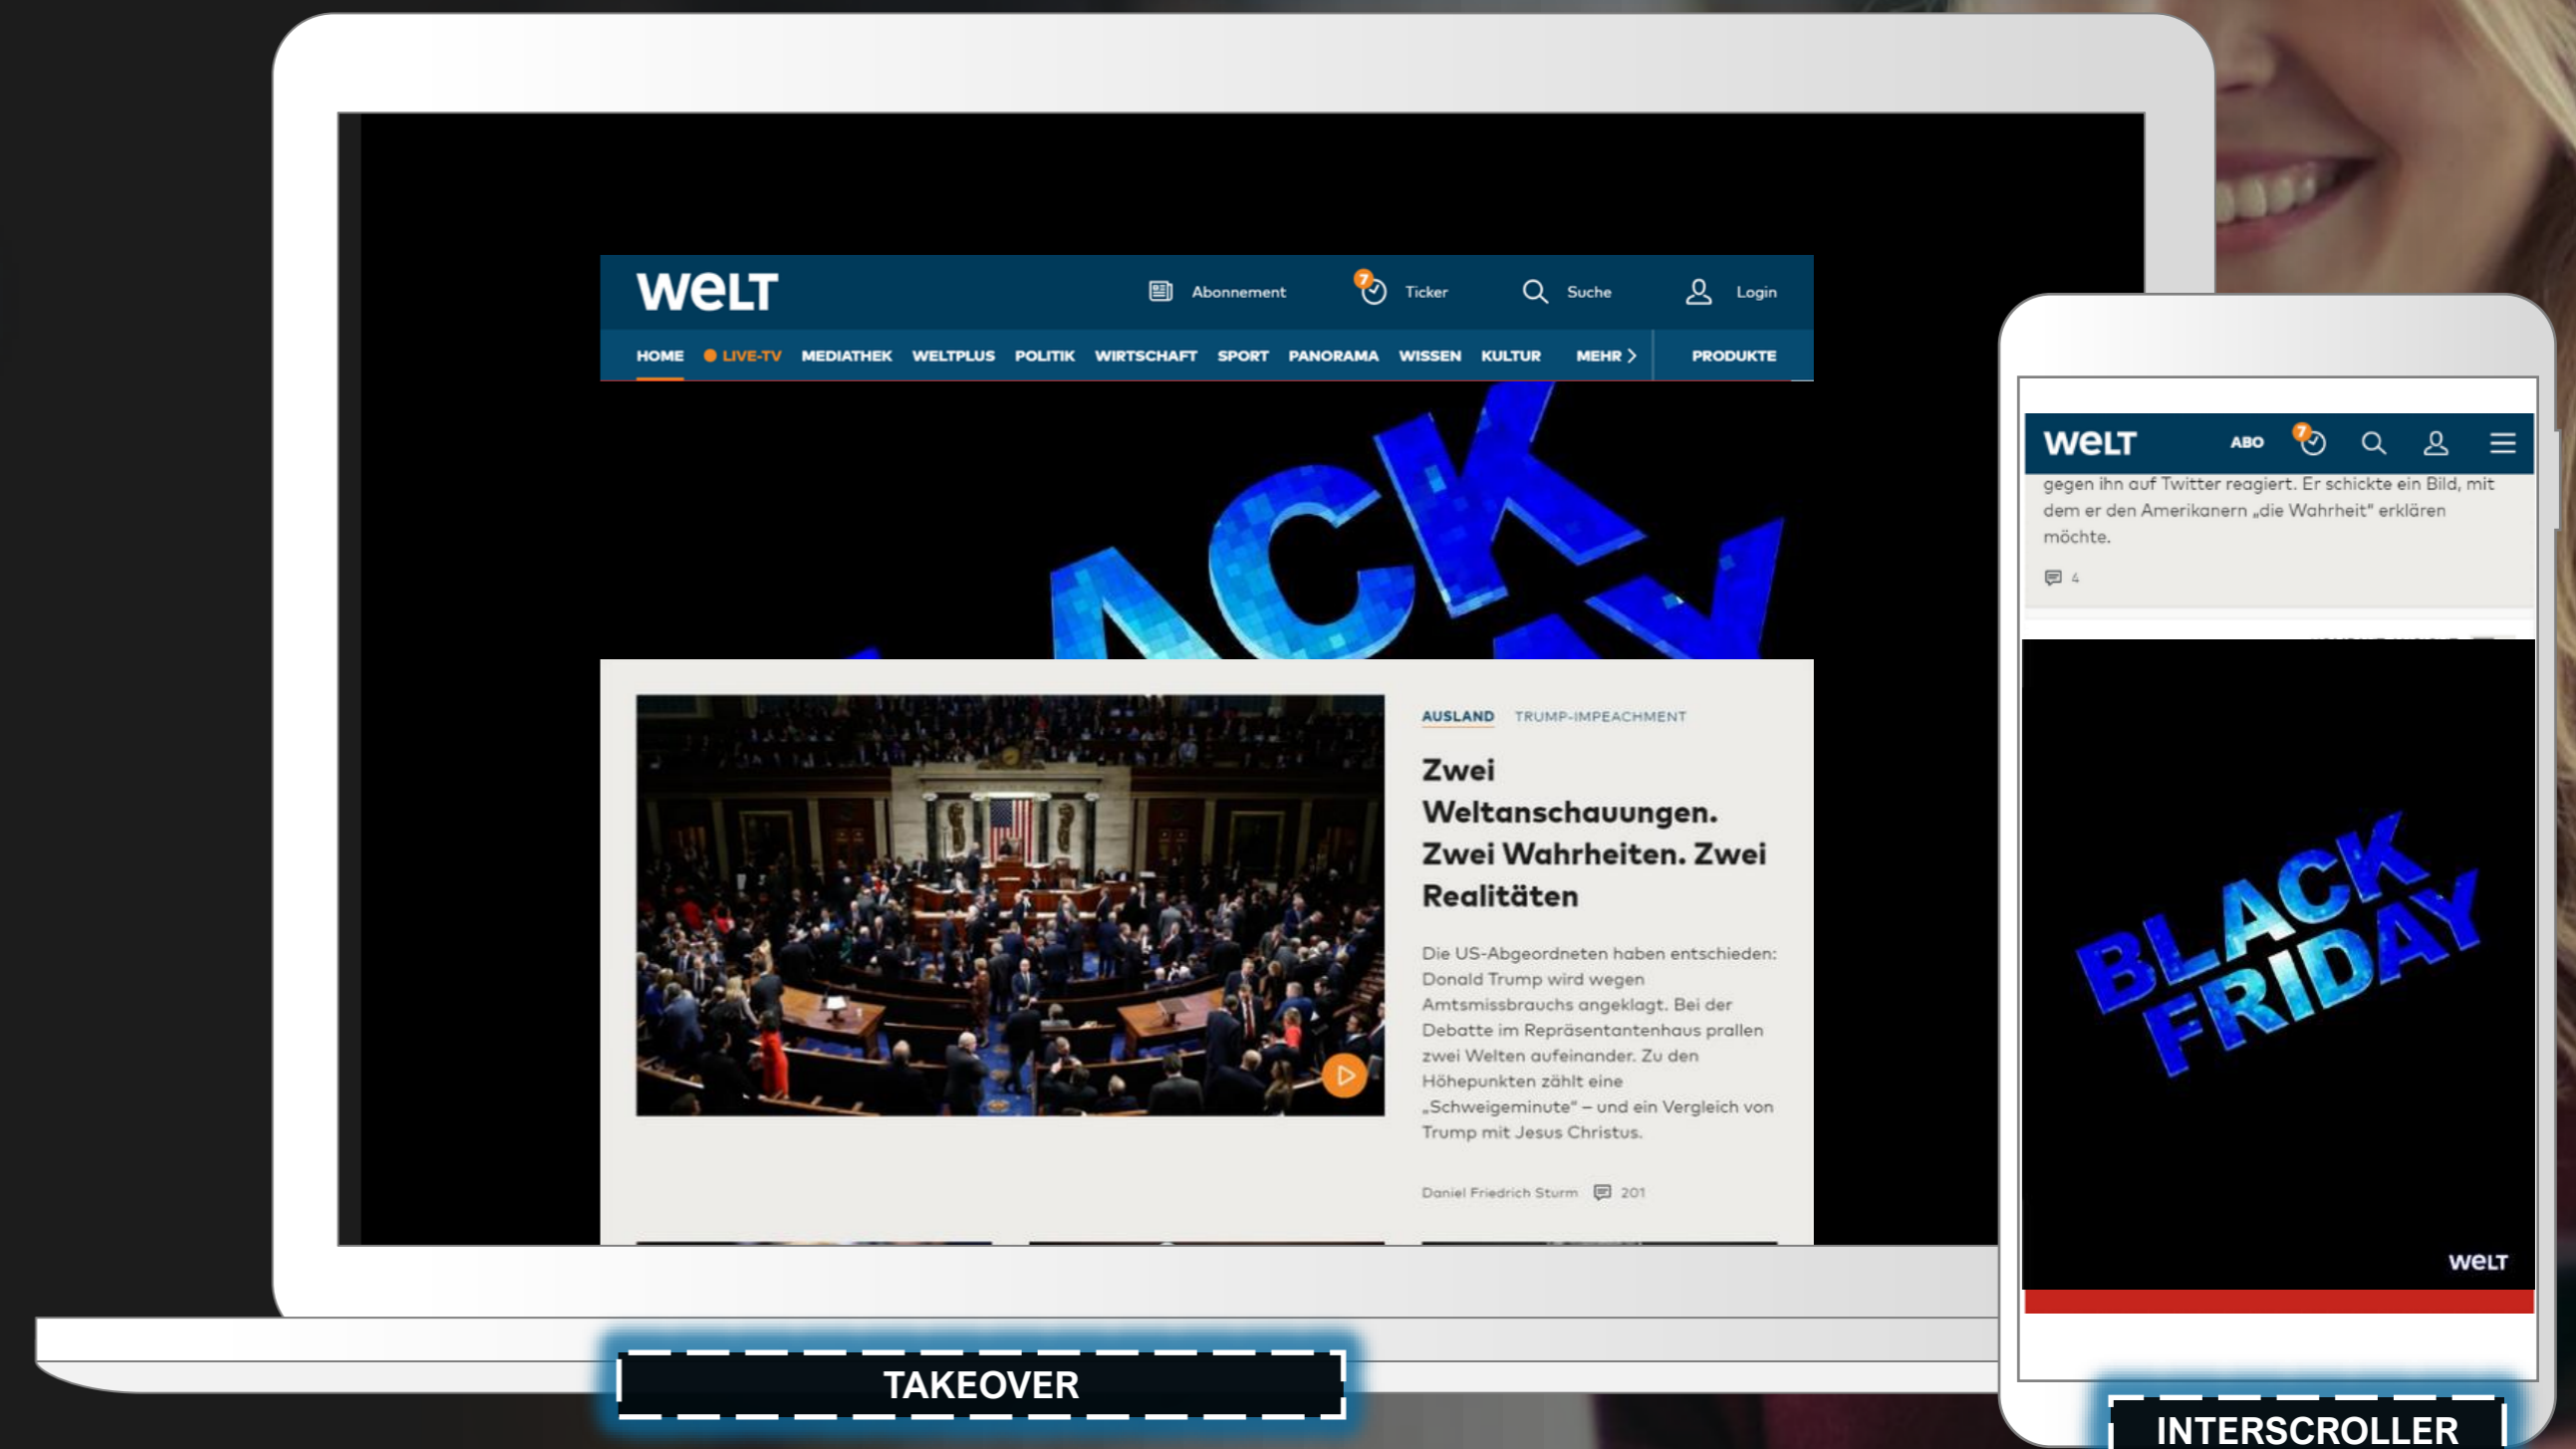 WELT
Abonnement
7
Ticker
Suche
Login
HOME LIVE-TV MEDIATHEK WELTPLUS POLITIK WIRTSCHAFT SPORT PANORAMA WISSEN KULTUR MEHR PRODUKTE
ACK
AY
AUSLAND TRUMP-IMPEACHMENT
Zwei
Weltanschauungen.
Zwei Wahrheiten. Zwei
Realitäten
Die US-Abgeordneten haben entschieden:
Donald Trump wird wegen
Amtsmissbrauchs angeklagt. Bei der
Debatte im Repräsentantenhaus prallen
zwei Welten aufeinander. Zu den
Höhepunkten zählt eine
„Schweigeminute“ – und ein Vergleich von
Trump mit Jesus Christus.
Daniel Friedrich Sturm 201
TAKEOVER
WELT
ABO
7
gegen ihn auf Twitter reagiert. Er schickte ein Bild, mit
dem er den Amerikanern „die Wahrheit“ erklären
möchte.
4
BLACK
FRIDAY
WELT
INTERSCROLLER